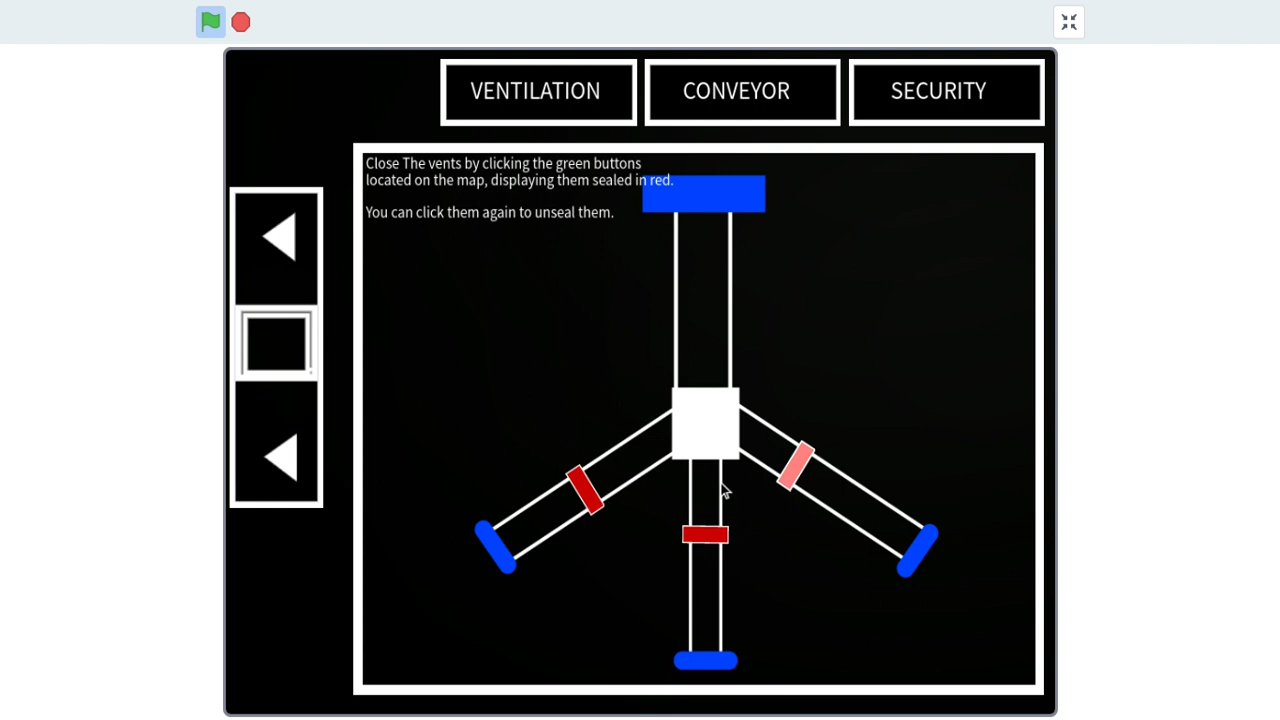 VENTILATION
CONVEYOR
SECURITY
Close The vents by clicking the green buttons
located on the map, displaying them sealed in red.
You can click them again to unseal them.